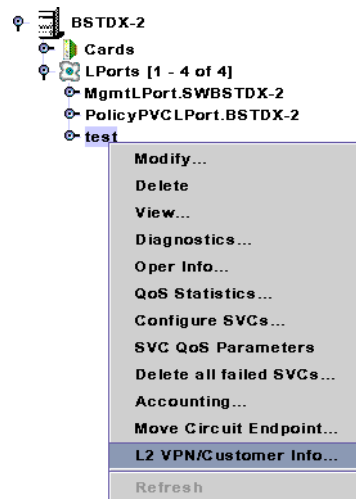 BSTDX-2
Cards
LPorts [1 - 4 of 4]
MgmtLPort.SWBSTDX-2
PolicyPVCLPort.BSTDX-2
test
Modify...
Delete
View...
Diagnostics...
Oper Info...
QoS Statistics...
Configure SVCs...
SVC QoS Parameters
Delete all failed SVCs...
Accounting...
Move Circuit Endpoint...
L2 VPN/Customer Info...
Refresh